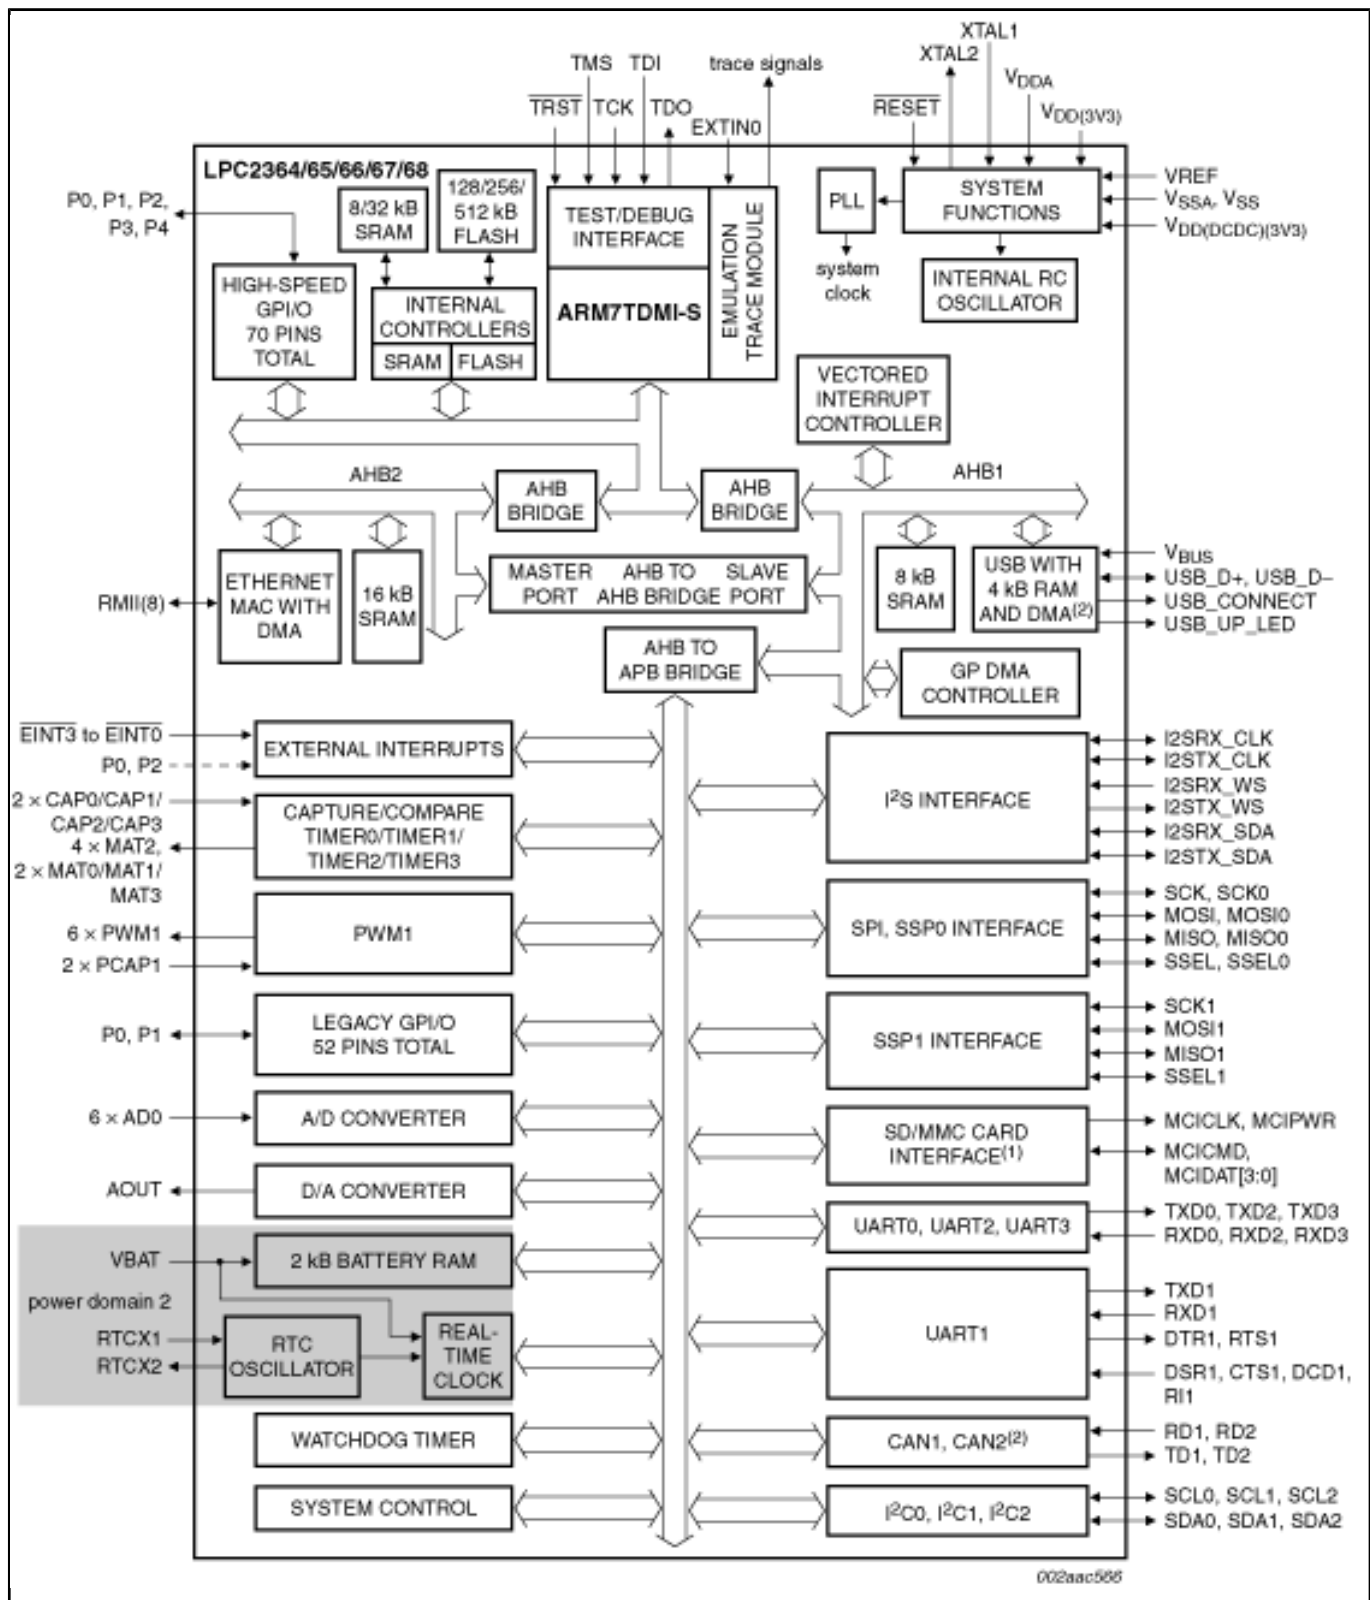 XTAL1
XTAL2
TMS TDI trace signals
VDDA
TRST TCK TDO
RESET
VDD(3V3)
EXTIN0
LPC2364/65/66/67/68
P0, P1, P2,
P3, P4
8/32 kB
SRAM
128/256/
512 kB
FLASH
TEST/DEBUG
INTERFACE
EMULATION
TRACE MODULE
PLL
SYSTEM
FUNCTIONS
VREF
VSSA, VSS
VDD(DCDC)(3V3)
system
clock
HIGH-SPEED
GPI/O
70 PINS
TOTAL
INTERNAL
CONTROLLERS
SRAM FLASH
ARM7TDMI-S
INTERNAL RC
OSCILLATOR
VECTORED
INTERRUPT
CONTROLLER
AHB2
AHB
BRIDGE
AHB
BRIDGE
AHB1
ETHERNET
MAC WITH
DMA
16 kB
SRAM
MASTER AHB TO SLAVE
PORT AHB BRIDGE PORT
8 kB
SRAM
USB WITH
4 kB RAM
AND DMA(2)
VBUS
USB_D+, USB_D−
USB_CONNECT
USB_UP_LED
RMII(8)
AHB TO
APB BRIDGE
GP DMA
CONTROLLER
EINT3 to EINT0
P0, P2
EXTERNAL INTERRUPTS
2 × CAP0/CAP1/
CAP2/CAP3
4 × MAT2,
2 × MAT0/MAT1/
MAT3
CAPTURE/COMPARE
TIMER0/TIMER1/
TIMER2/TIMER3
I2S INTERFACE
I2SRX_CLK
I2STX_CLK
I2SRX_WS
I2STX_WS
I2SRX_SDA
I2STX_SDA
6 × PWM1
2 × PCAP1
PWM1
SPI, SSP0 INTERFACE
SCK, SCK0
MOSI, MOSI0
MISO, MISO0
SSEL, SSEL0
P0, P1
LEGACY GPI/O
52 PINS TOTAL
SSP1 INTERFACE
SCK1
MOSI1
MISO1
SSEL1
6 × AD0
A/D CONVERTER
SD/MMC CARD
INTERFACE(1)
MCICLK, MCIPWR
MCICMD,
MCIDAT[3:0]
AOUT
D/A CONVERTER
UART0, UART2, UART3
TXD0, TXD2, TXD3
RXD0, RXD2, RXD3
VBAT
2 kB BATTERY RAM
power domain 2
RTCX1
RTCX2
RTC
OSCILLATOR
REAL-
TIME
CLOCK
UART1
TXD1
RXD1
DTR1, RTS1
DSR1, CTS1, DCD1,
RI1
WATCHDOG TIMER
CAN1, CAN2(2)
RD1, RD2
TD1, TD2
SYSTEM CONTROL
I2C0, I2C1, I2C2
SCL0, SCL1, SCL2
SDA0, SDA1, SDA2
002aac566